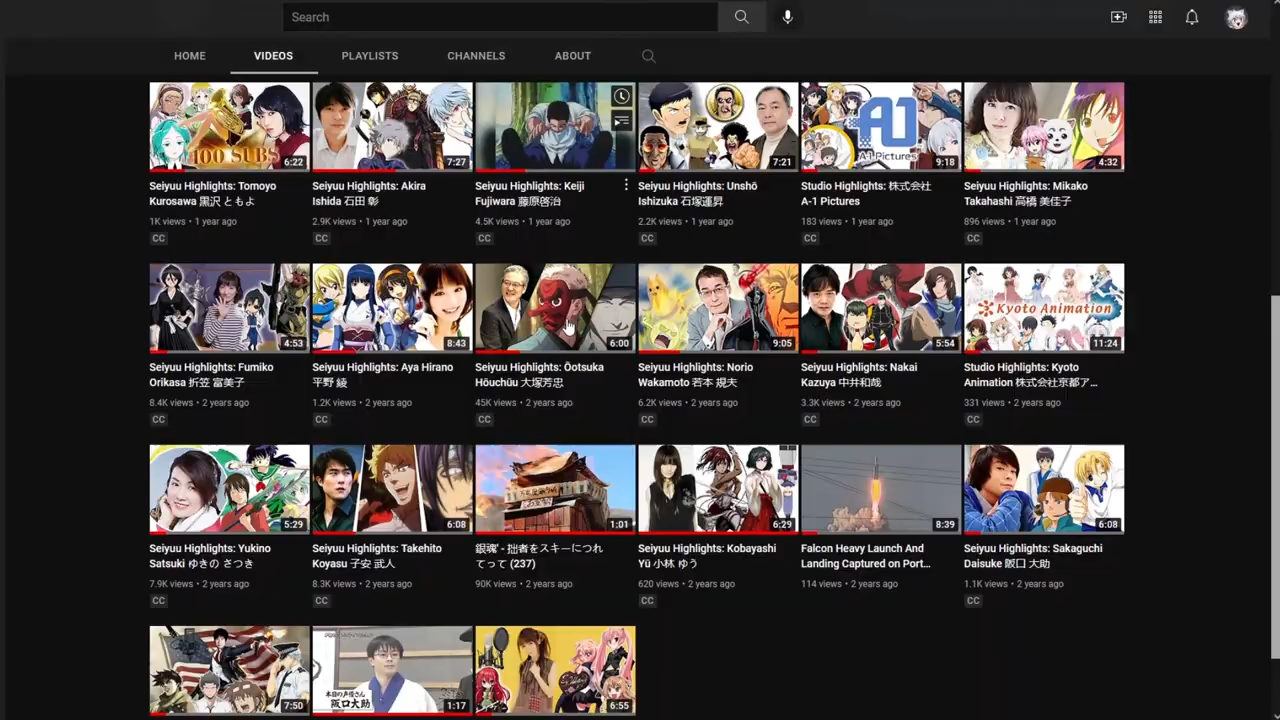 Search
HOME
VIDEOS
PLAYLISTS
CHANNELS
ABOUT
100 SUBS
6:22
7:27
7:21
A1
A-1 Pictures
9:18
4:32
Seiyuu Highlights: Tomoyo
Kurosawa 黒沢 ともよ
1K views • 1 year ago
CC
Seiyuu Highlights: Akira
Ishida 石田 彰
2.9K views • 1 year ago
CC
Seiyuu Highlights: Keiji
Fujiwara 藤原啓治
4.5K views • 1 year ago
CC
Seiyuu Highlights: Unshō
Ishizuka 石塚運昇
2.2K views • 1 year ago
CC
Studio Highlights: 株式会社
A-1 Pictures
183 views • 1 year ago
CC
Seiyuu Highlights: Mikako
Takahashi 高橋 美佳子
896 views • 1 year ago
CC
4:53
8:43
6:00
9:05
5:54
Kyoto Animation
11:24
Seiyuu Highlights: Fumiko
Orikasa 折笠 富美子
8.4K views • 2 years ago
CC
Seiyuu Highlights: Aya Hirano
平野 綾
1.2K views • 2 years ago
CC
Seiyuu Highlights: Ōotsuka
Hōuchūu 大塚芳忠
45K views • 2 years ago
CC
Seiyuu Highlights: Norio
Wakamoto 若本 規夫
6.2K views • 2 years ago
CC
Seiyuu Highlights: Nakai
Kazuya 中井和哉
3.3K views • 2 years ago
CC
Studio Highlights: Kyoto
Animation 株式会社京都ア...
331 views • 2 years ago
CC
5:29
6:08
1:01
6:29
8:39
6:08
Seiyuu Highlights: Yukino
Satsuki ゆきの さつき
7.9K views • 2 years ago
CC
Seiyuu Highlights: Takehito
Koyasu 子安 武人
8.3K views • 2 years ago
CC
銀魂' - 拙者をスキーにつれ
てって (237)
90K views • 2 years ago
Seiyuu Highlights: Kobayashi
Yū 小林 ゆう
620 views • 2 years ago
CC
Falcon Heavy Launch And
Landing Captured on Port...
114 views • 2 years ago
Seiyuu Highlights: Sakaguchi
Daisuke 阪口 大助
1.1K views • 2 years ago
CC
7:50
本日の声優さん
阪口大助
1:17
6:55